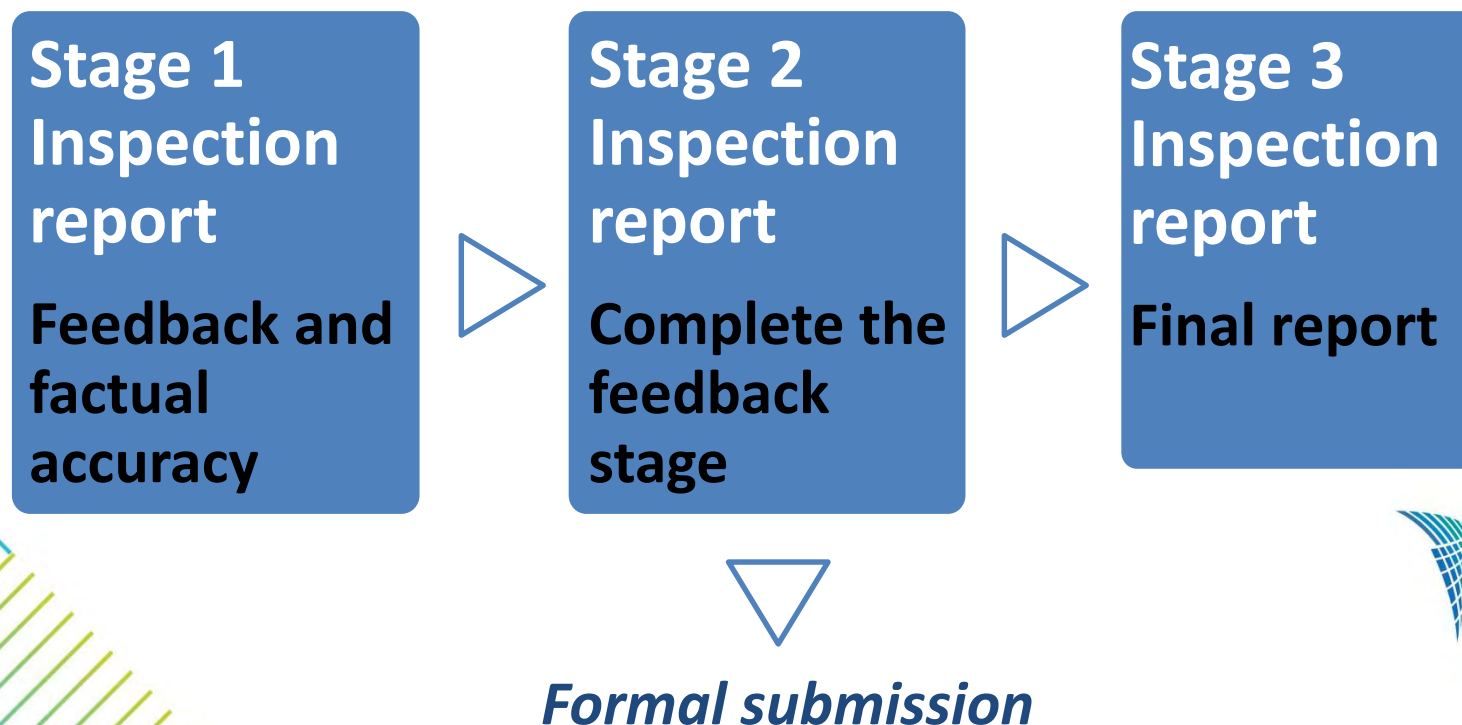 Stage 1
Inspection
report
Feedback and
factual
accuracy
Stage 2
Inspection
report
Complete the
feedback
stage
Stage 3
Inspection
report
Final report
Formal submission